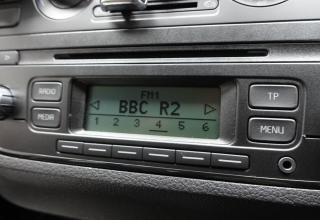 FM1
RADIO ◁ BBC R2 ▷ TP
MEDIA 1 2 3 4 5 6 MENU